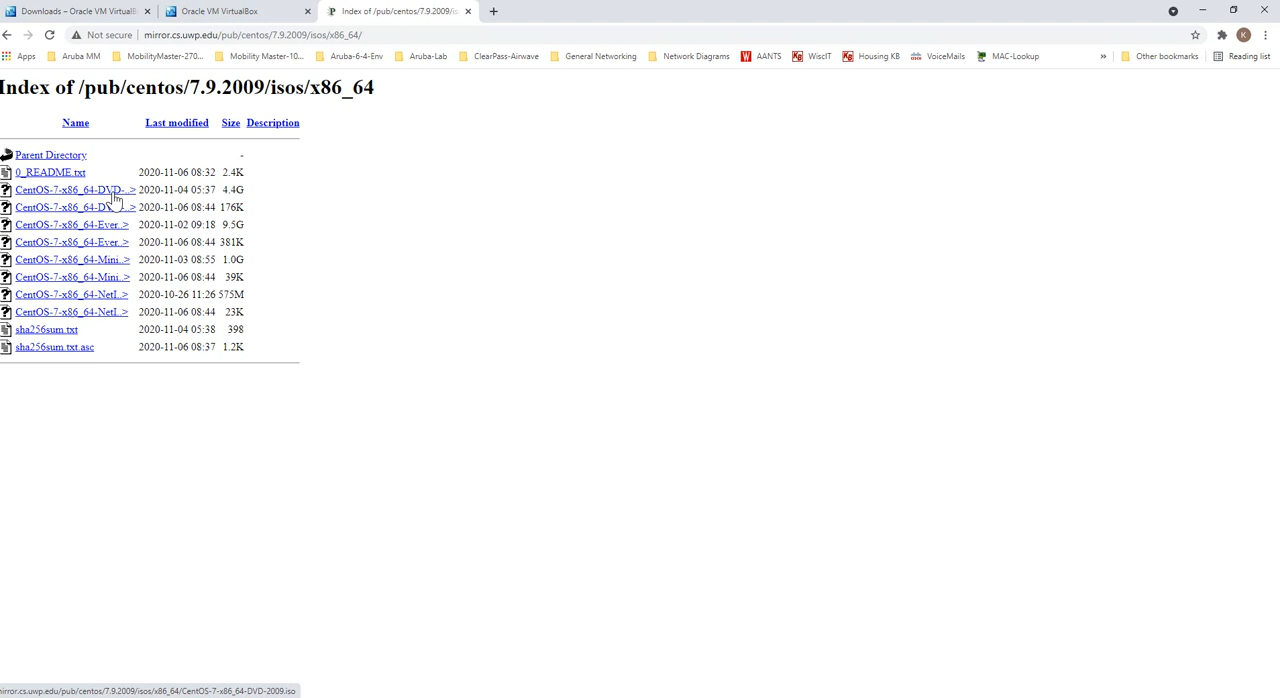 Downloads – Oracle VM VirtualB
Oracle VM VirtualBox
Index of /pub/centos/7.9.2009/is
Not secure | mirror.cs.uwp.edu/pub/centos/7.9.2009/isos/x86_64/
K
Apps Aruba MM MobilityMaster-270... Mobility Master-10... Aruba-6-4-Env Aruba-Lab ClearPass-Airwave General Networking Network Diagrams AANTS WiscIT Housing KB VoiceMails MAC-Lookup » Other bookmarks Reading list
Index of /pub/centos/7.9.2009/isos/x86_64
Name Last modified Size Description
Parent Directory -
0_README.txt 2020-11-06 08:32 2.4K
CentOS-7-x86_64-DVD-..> 2020-11-04 05:37 4.4G
CentOS-7-x86_64-DV ..> 2020-11-06 08:44 176K
CentOS-7-x86_64-Ever..> 2020-11-02 09:18 9.5G
CentOS-7-x86_64-Ever..> 2020-11-06 08:44 381K
CentOS-7-x86_64-Mini..> 2020-11-03 08:55 1.0G
CentOS-7-x86_64-Mini..> 2020-11-06 08:44 39K
CentOS-7-x86_64-NetI..> 2020-10-26 11:26 575M
CentOS-7-x86_64-NetI..> 2020-11-06 08:44 23K
sha256sum.txt 2020-11-04 05:38 398
sha256sum.txt.asc 2020-11-06 08:37 1.2K
mirror.cs.uwp.edu/pub/centos/7.9.2009/isos/x86_64/CentOS-7-x86_64-DVD-2009.iso